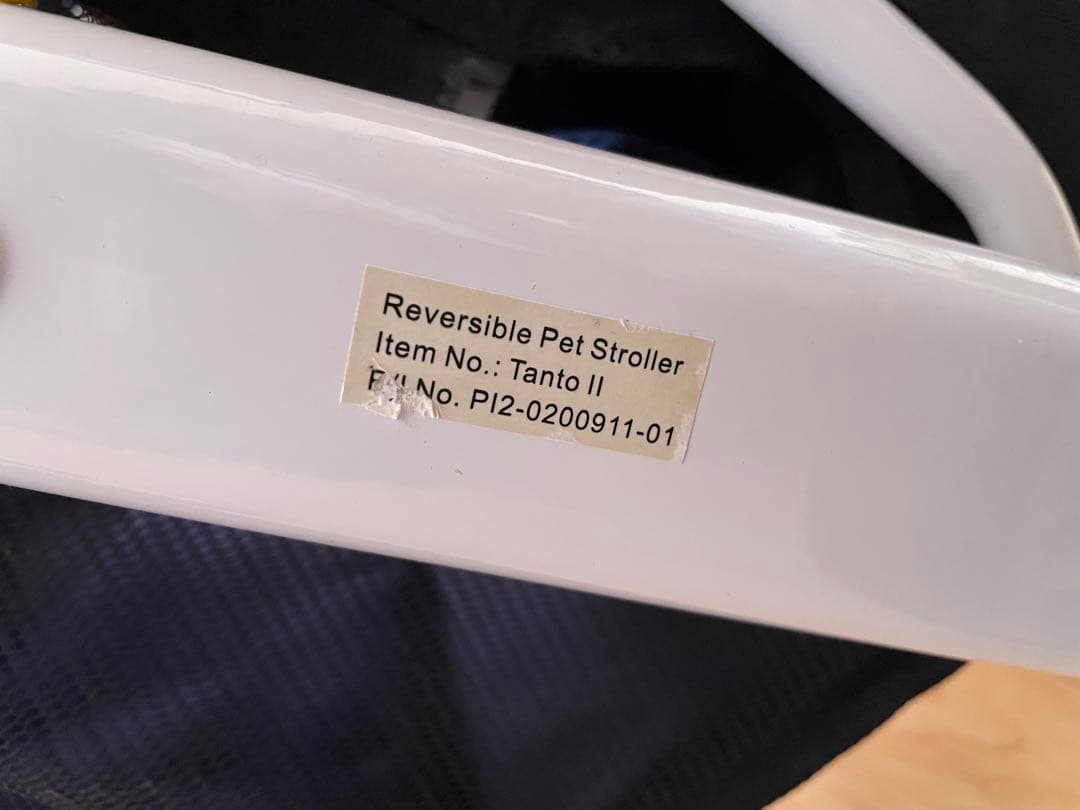 Reversible Pet Stroller
Item No.: Tanto II
P/I No. PI2-0200911-01